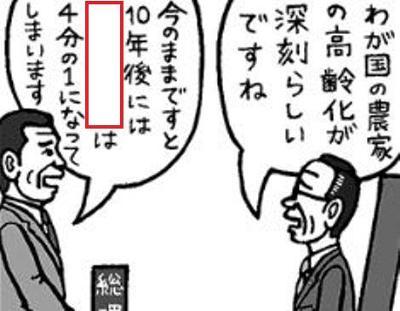 わが国の農家
の高齢化が
深刻らしい
ですね
今のままですと
10年後には
は
4分の1になって
しまいます
総理